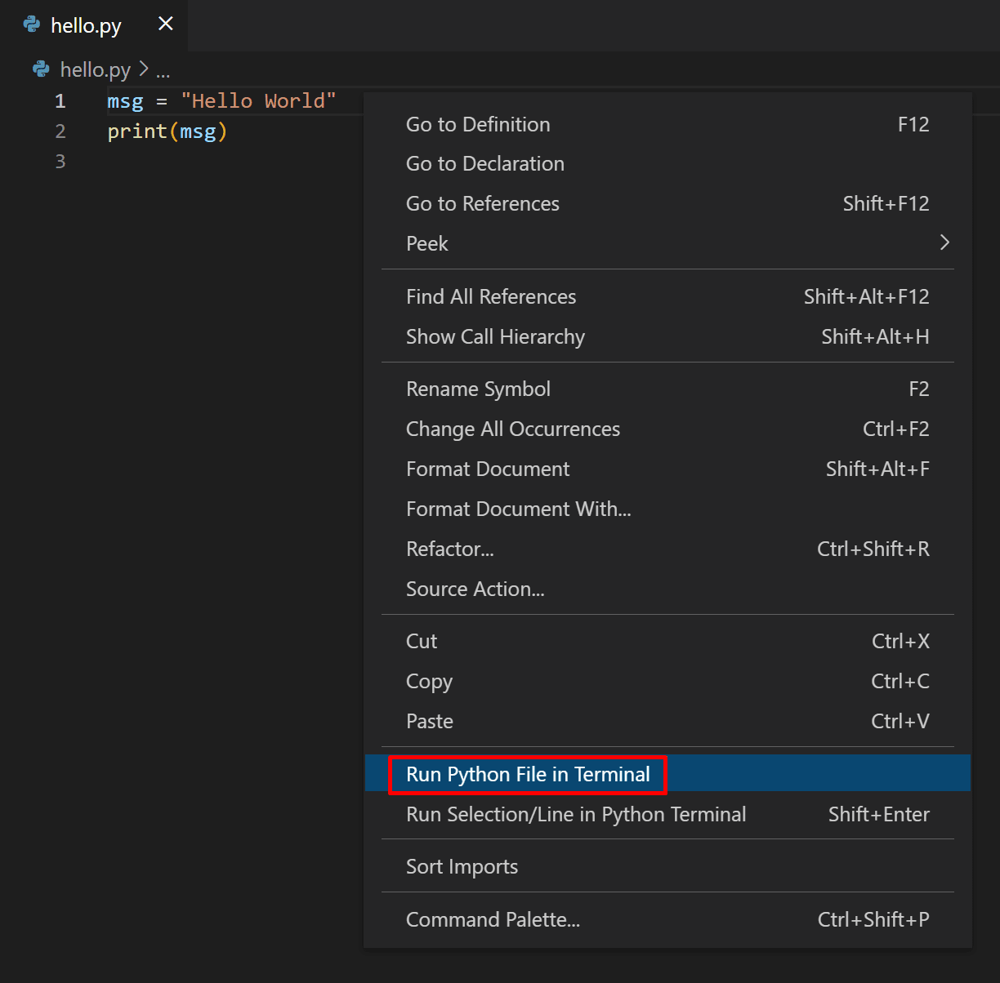 hello.py
hello.py > ...
1 msg = "Hello World"
2 print(msg)
3
Go to Definition F12
Go to Declaration
Go to References Shift+F12
Peek
Find All References Shift+Alt+F12
Show Call Hierarchy Shift+Alt+H
Rename Symbol F2
Change All Occurrences Ctrl+F2
Format Document Shift+Alt+F
Format Document With...
Refactor... Ctrl+Shift+R
Source Action...
Cut Ctrl+X
Copy Ctrl+C
Paste Ctrl+V
Run Python File in Terminal
Run Selection/Line in Python Terminal Shift+Enter
Sort Imports
Command Palette... Ctrl+Shift+P